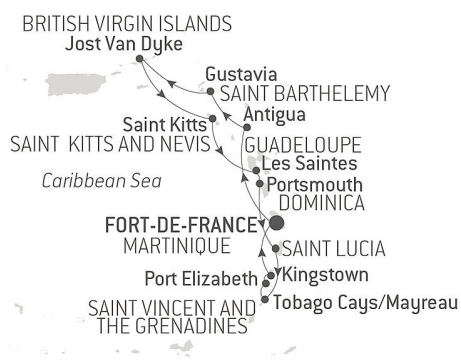 BRITISH VIRGIN ISLANDS
Jost Van Dyke
Gustavia
SAINT BARTHELEMY
Antigua
Saint Kitts
SAINT KITTS AND NEVIS
GUADELOUPE
Les Saintes
Caribbean Sea
Portsmouth
DOMINICA
FORT-DE-FRANCE
MARTINIQUE
SAINT LUCIA
Kingstown
Port Elizabeth
Tobago Cays/Mayreau
SAINT VINCENT AND
THE GRENADINES